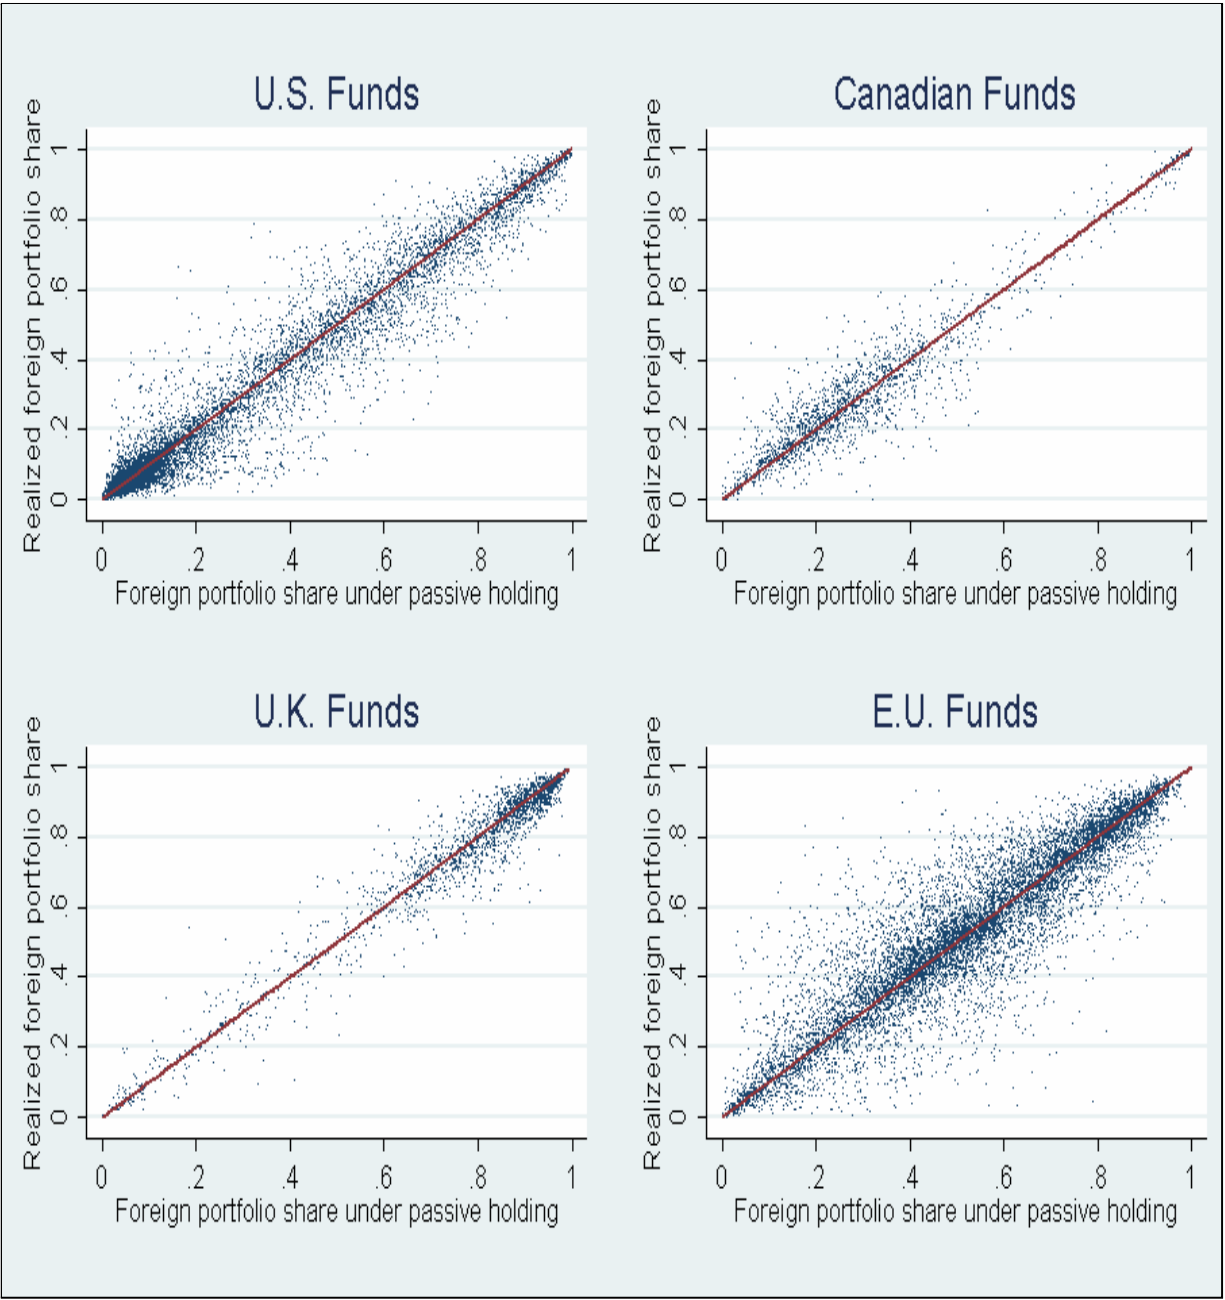 U.S. Funds
Realized foreign portfolio share
1
.8
.6
.4
.2
0
0 .2 .4 .6 .8 1
Foreign portfolio share under passive holding
Canadian Funds
Realized foreign portfolio share
1
.8
.6
.4
.2
0
0 .2 .4 .6 .8 1
Foreign portfolio share under passive holding
U.K. Funds
Realized foreign portfolio share
1
.8
.6
.4
.2
0
0 .2 .4 .6 .8 1
Foreign portfolio share under passive holding
E.U. Funds
Realized foreign portfolio share
1
.8
.6
.4
.2
0
0 .2 .4 .6 .8 1
Foreign portfolio share under passive holding